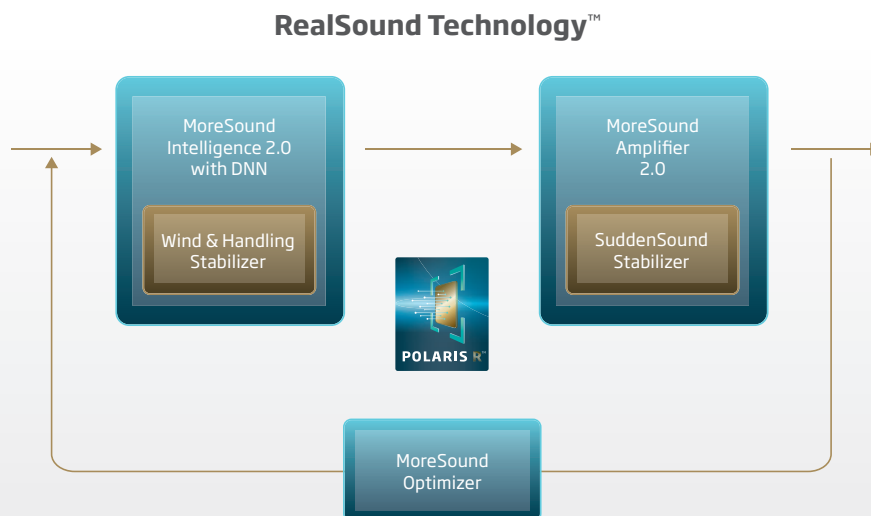 RealSound Technology™
MoreSound
Intelligence 2.0
with DNN
Wind & Handling
Stabilizer
MoreSound
Amplifier
2.0
SuddenSound
Stabilizer
POLARIS R™
MoreSound
Optimizer